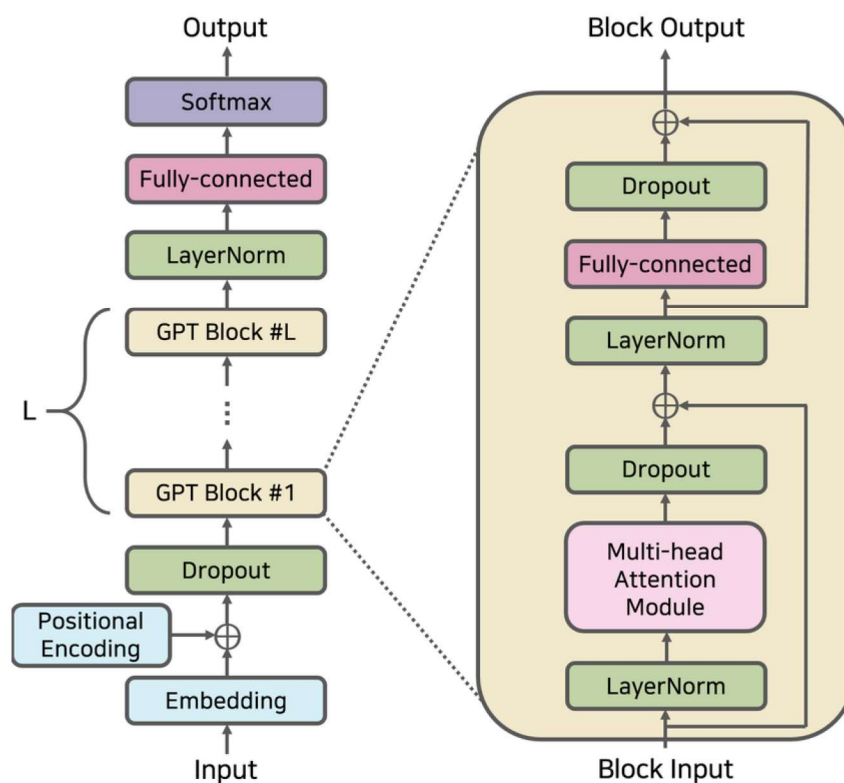 Output
Softmax
Fully-connected
LayerNorm
GPT Block #L
L
⋮
GPT Block #1
Dropout
Positional
Encoding
Embedding
Input
Block Output
Dropout
Fully-connected
LayerNorm
Dropout
Multi-head
Attention
Module
LayerNorm
Block Input